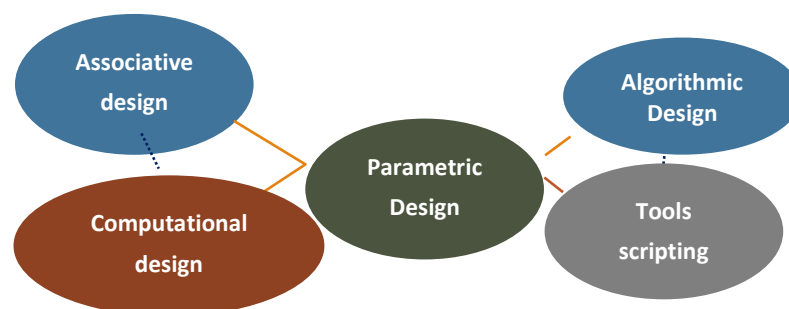 Associative
design
Computational
design
Parametric
Design
Algorithmic
Design
Tools
scripting